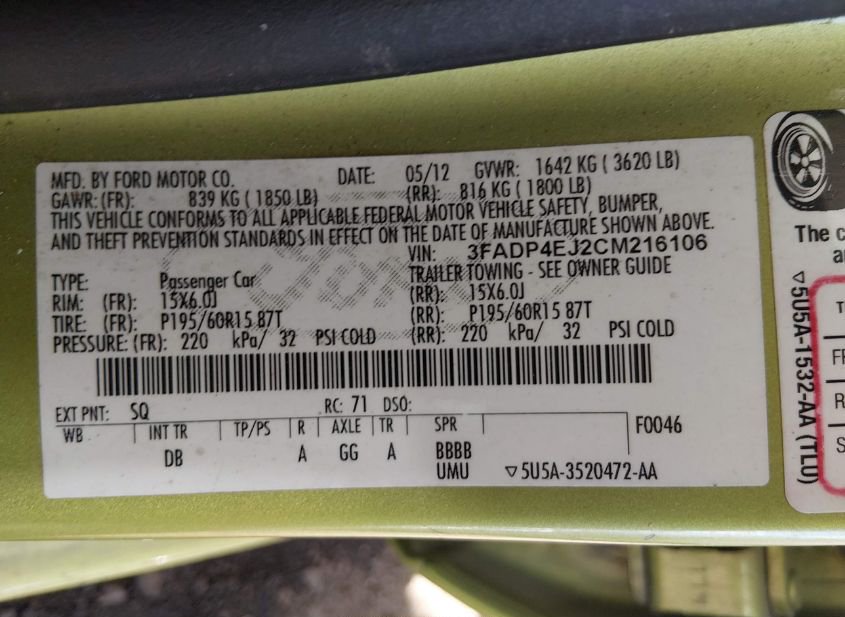 MFD. BY FORD MOTOR CO. DATE: 05/12 GVWR: 1642 KG ( 3620 LB)
GAWR: (FR): 839 KG ( 1850 LB) (RR): 816 KG ( 1800 LB)
THIS VEHICLE CONFORMS TO ALL APPLICABLE FEDERAL MOTOR VEHICLE SAFETY, BUMPER,
AND THEFT PREVENTION STANDARDS IN EFFECT ON THE DATE OF MANUFACTURE SHOWN ABOVE.
VIN: 3FADP4EJ2CM216106
TYPE: Passenger Car TRAILER TOWING - SEE OWNER GUIDE
RIM: (FR): 15X6.0J (RR): 15X6.0J
TIRE: (FR): P195/60R15 87T (RR): P195/60R15 87T
PRESSURE: (FR): 220 kPa/ 32 PSI COLD (RR): 220 kPa/ 32 PSI COLD
EXT PNT: SQ RC: 71 DSO:
WB INT TR TP/PS R AXLE TR SPR F0046
DB A GG A BBBB
UMU ▽5U5A-3520472-AA
The c
a
▽5U5A-1532-AA (TLU)
T
F
R
S